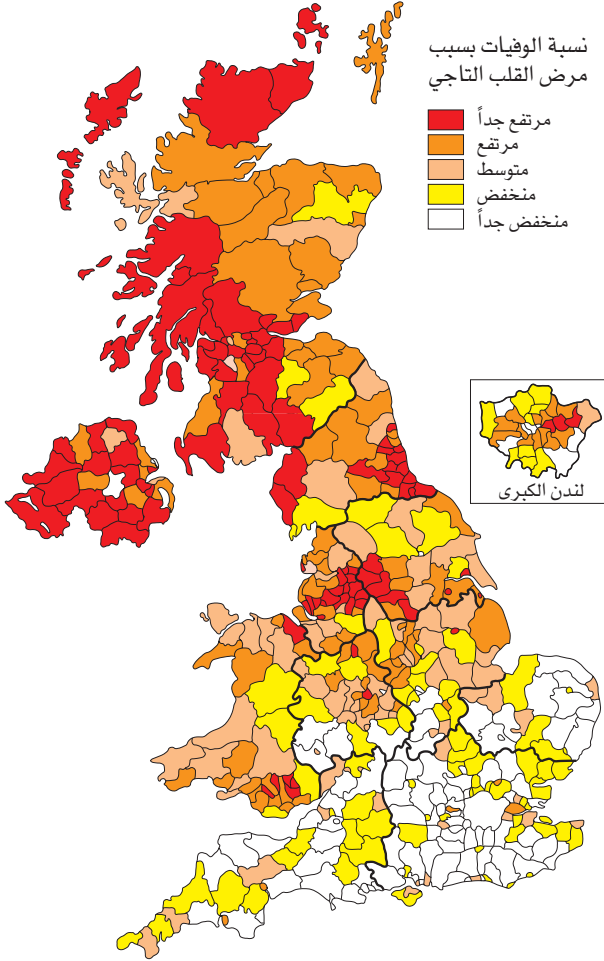 نسبة الوفيات بسبب
مرض القلب التاجي
مرتفع جداً
مرتفع
متوسط
منخفض
منخفض جداً
لندن الكبرى